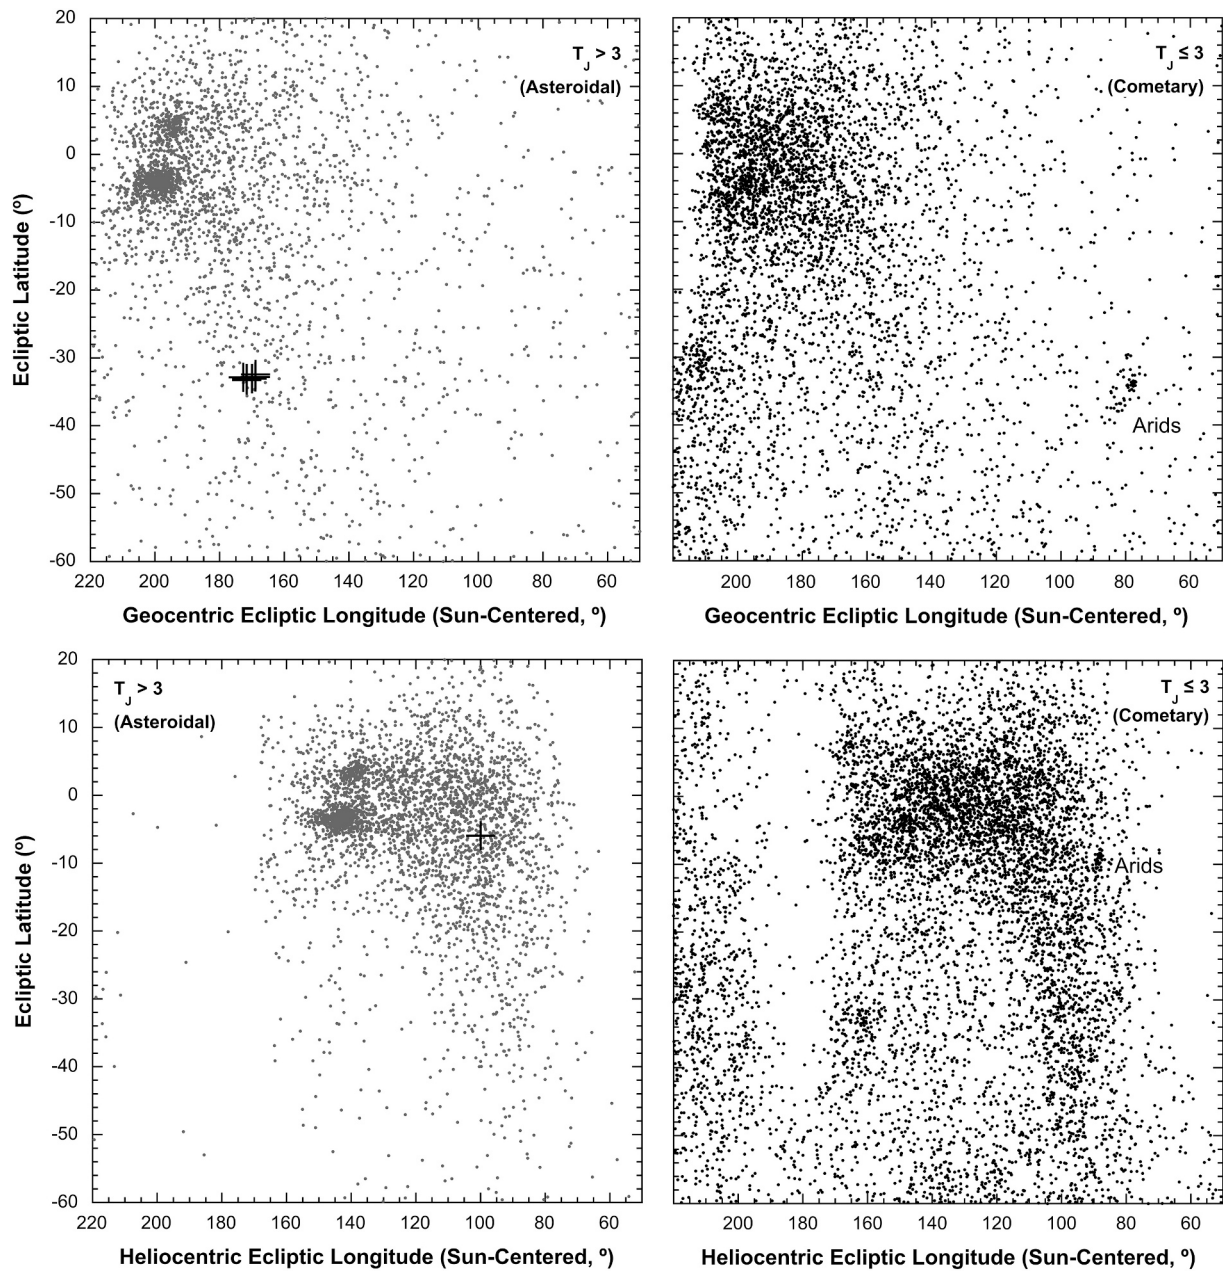 20
10
0
-10
-20
-30
-40
-50
-60
Ecliptic Latitude (º)
T_J > 3
(Asteroidal)
220 200 180 160 140 120 100 80 60
Geocentric Ecliptic Longitude (Sun-Centered, º)
T_J ≤ 3
(Cometary)
Arids
200 180 160 140 120 100 80 60
Geocentric Ecliptic Longitude (Sun-Centered, º)
20
10
0
-10
-20
-30
-40
-50
-60
Ecliptic Latitude (º)
T_J > 3
(Asteroidal)
220 200 180 160 140 120 100 80 60
Heliocentric Ecliptic Longitude (Sun-Centered, º)
T_J ≤ 3
(Cometary)
Arids
200 180 160 140 120 100 80 60
Heliocentric Ecliptic Longitude (Sun-Centered, º)